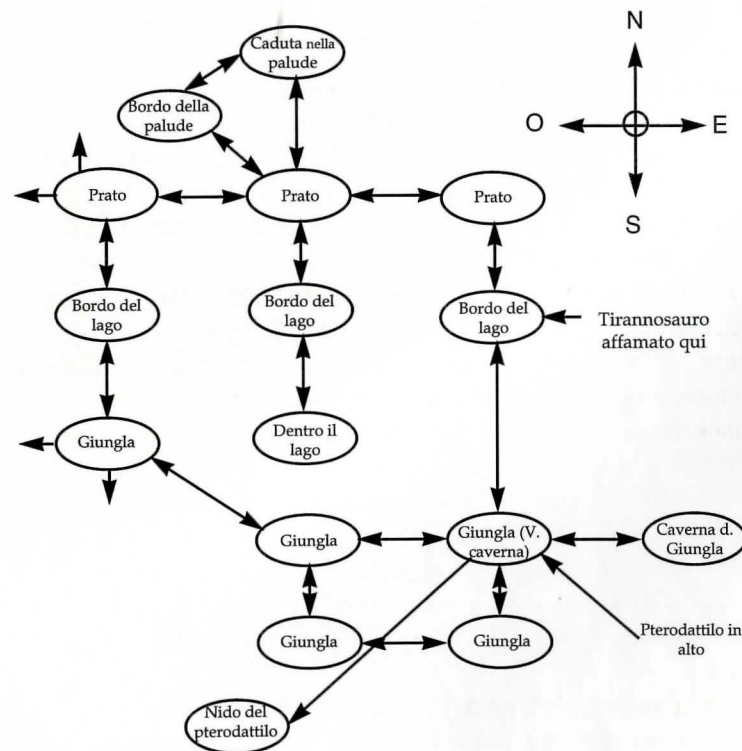 N
Caduta nella
palude
Bordo della
palude
O
E
S
Prato
Prato
Prato
Bordo del
lago
Bordo del
lago
Bordo del
lago
Tirannosauro
affamato qui
Giungla
Dentro il
lago
Giungla
Giungla (V.
caverna)
Caverna d.
Giungla
Giungla
Giungla
Pterodattilo in
alto
Nido del
pterodattilo